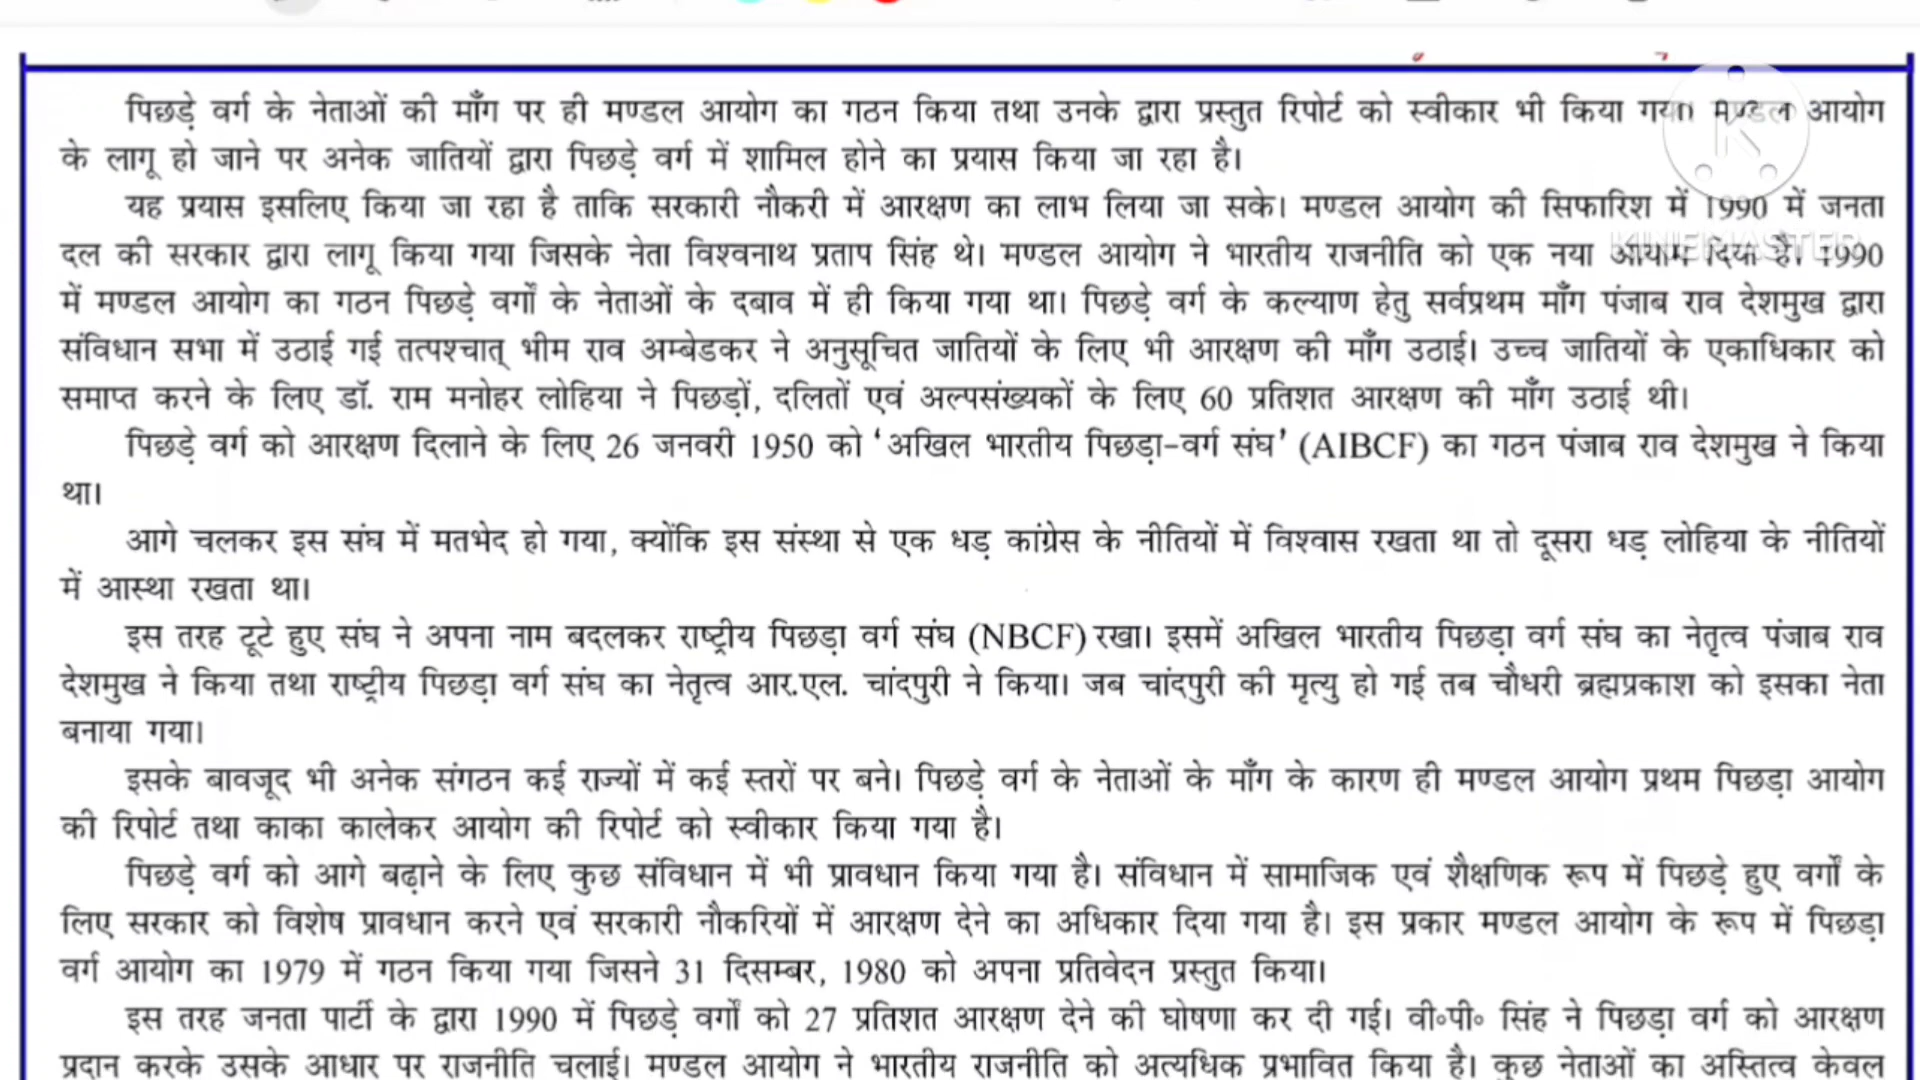 पिछड़े वर्ग के नेताओं की माँग पर ही मण्डल आयोग का गठन किया तथा उनके द्वारा प्रस्तुत रिपोर्ट को स्वीकार भी किया गया। मण्डल आयोग
के लागू हो जाने पर अनेक जातियों द्वारा पिछड़े वर्ग में शामिल होने का प्रयास किया जा रहा है।
यह प्रयास इसलिए किया जा रहा है ताकि सरकारी नौकरी में आरक्षण का लाभ लिया जा सके। मण्डल आयोग की सिफारिश में 1990 में जनता
दल की सरकार द्वारा लागू किया गया जिसके नेता विश्वनाथ प्रताप सिंह थे। मण्डल आयोग ने भारतीय राजनीति को एक नया आयाम दिया है। 1990
KINEMASTER
में मण्डल आयोग का गठन पिछड़े वर्गों के नेताओं के दबाव में ही किया गया था। पिछड़े वर्ग के कल्याण हेतु सर्वप्रथम माँग पंजाब राव देशमुख द्वारा
संविधान सभा में उठाई गई तत्पश्चात् भीम राव अम्बेडकर ने अनुसूचित जातियों के लिए भी आरक्षण की माँग उठाई। उच्च जातियों के एकाधिकार को
समाप्त करने के लिए डॉ. राम मनोहर लोहिया ने पिछड़ों, दलितों एवं अल्पसंख्यकों के लिए 60 प्रतिशत आरक्षण की माँग उठाई थी।
पिछड़े वर्ग को आरक्षण दिलाने के लिए 26 जनवरी 1950 को ‘अखिल भारतीय पिछड़ा-वर्ग संघ’ (AIBCF) का गठन पंजाब राव देशमुख ने किया
था।
आगे चलकर इस संघ में मतभेद हो गया, क्योंकि इस संस्था से एक धड़ कांग्रेस के नीतियों में विश्वास रखता था तो दूसरा धड़ लोहिया के नीतियों
में आस्था रखता था।
इस तरह टूटे हुए संघ ने अपना नाम बदलकर राष्ट्रीय पिछड़ा वर्ग संघ (NBCF) रखा। इसमें अखिल भारतीय पिछड़ा वर्ग संघ का नेतृत्व पंजाब राव
देशमुख ने किया तथा राष्ट्रीय पिछड़ा वर्ग संघ का नेतृत्व आर.एल. चांदपुरी ने किया। जब चांदपुरी की मृत्यु हो गई तब चौधरी ब्रह्मप्रकाश को इसका नेता
बनाया गया।
इसके बावजूद भी अनेक संगठन कई राज्यों में कई स्तरों पर बने। पिछड़े वर्ग के नेताओं के माँग के कारण ही मण्डल आयोग प्रथम पिछड़ा आयोग
की रिपोर्ट तथा काका कालेकर आयोग की रिपोर्ट को स्वीकार किया गया है।
पिछड़े वर्ग को आगे बढ़ाने के लिए कुछ संविधान में भी प्रावधान किया गया है। संविधान में सामाजिक एवं शैक्षणिक रूप में पिछड़े हुए वर्गों के
लिए सरकार को विशेष प्रावधान करने एवं सरकारी नौकरियों में आरक्षण देने का अधिकार दिया गया है। इस प्रकार मण्डल आयोग के रूप में पिछड़ा
वर्ग आयोग का 1979 में गठन किया गया जिसने 31 दिसम्बर, 1980 को अपना प्रतिवेदन प्रस्तुत किया।
इस तरह जनता पार्टी के द्वारा 1990 में पिछड़े वर्गों को 27 प्रतिशत आरक्षण देने की घोषणा कर दी गई। वी॰पी॰ सिंह ने पिछड़ा वर्ग को आरक्षण
प्रदान करके उसके आधार पर राजनीति चलाई। मण्डल आयोग ने भारतीय राजनीति को अत्यधिक प्रभावित किया है। कुछ नेताओं का अस्तित्व केवल